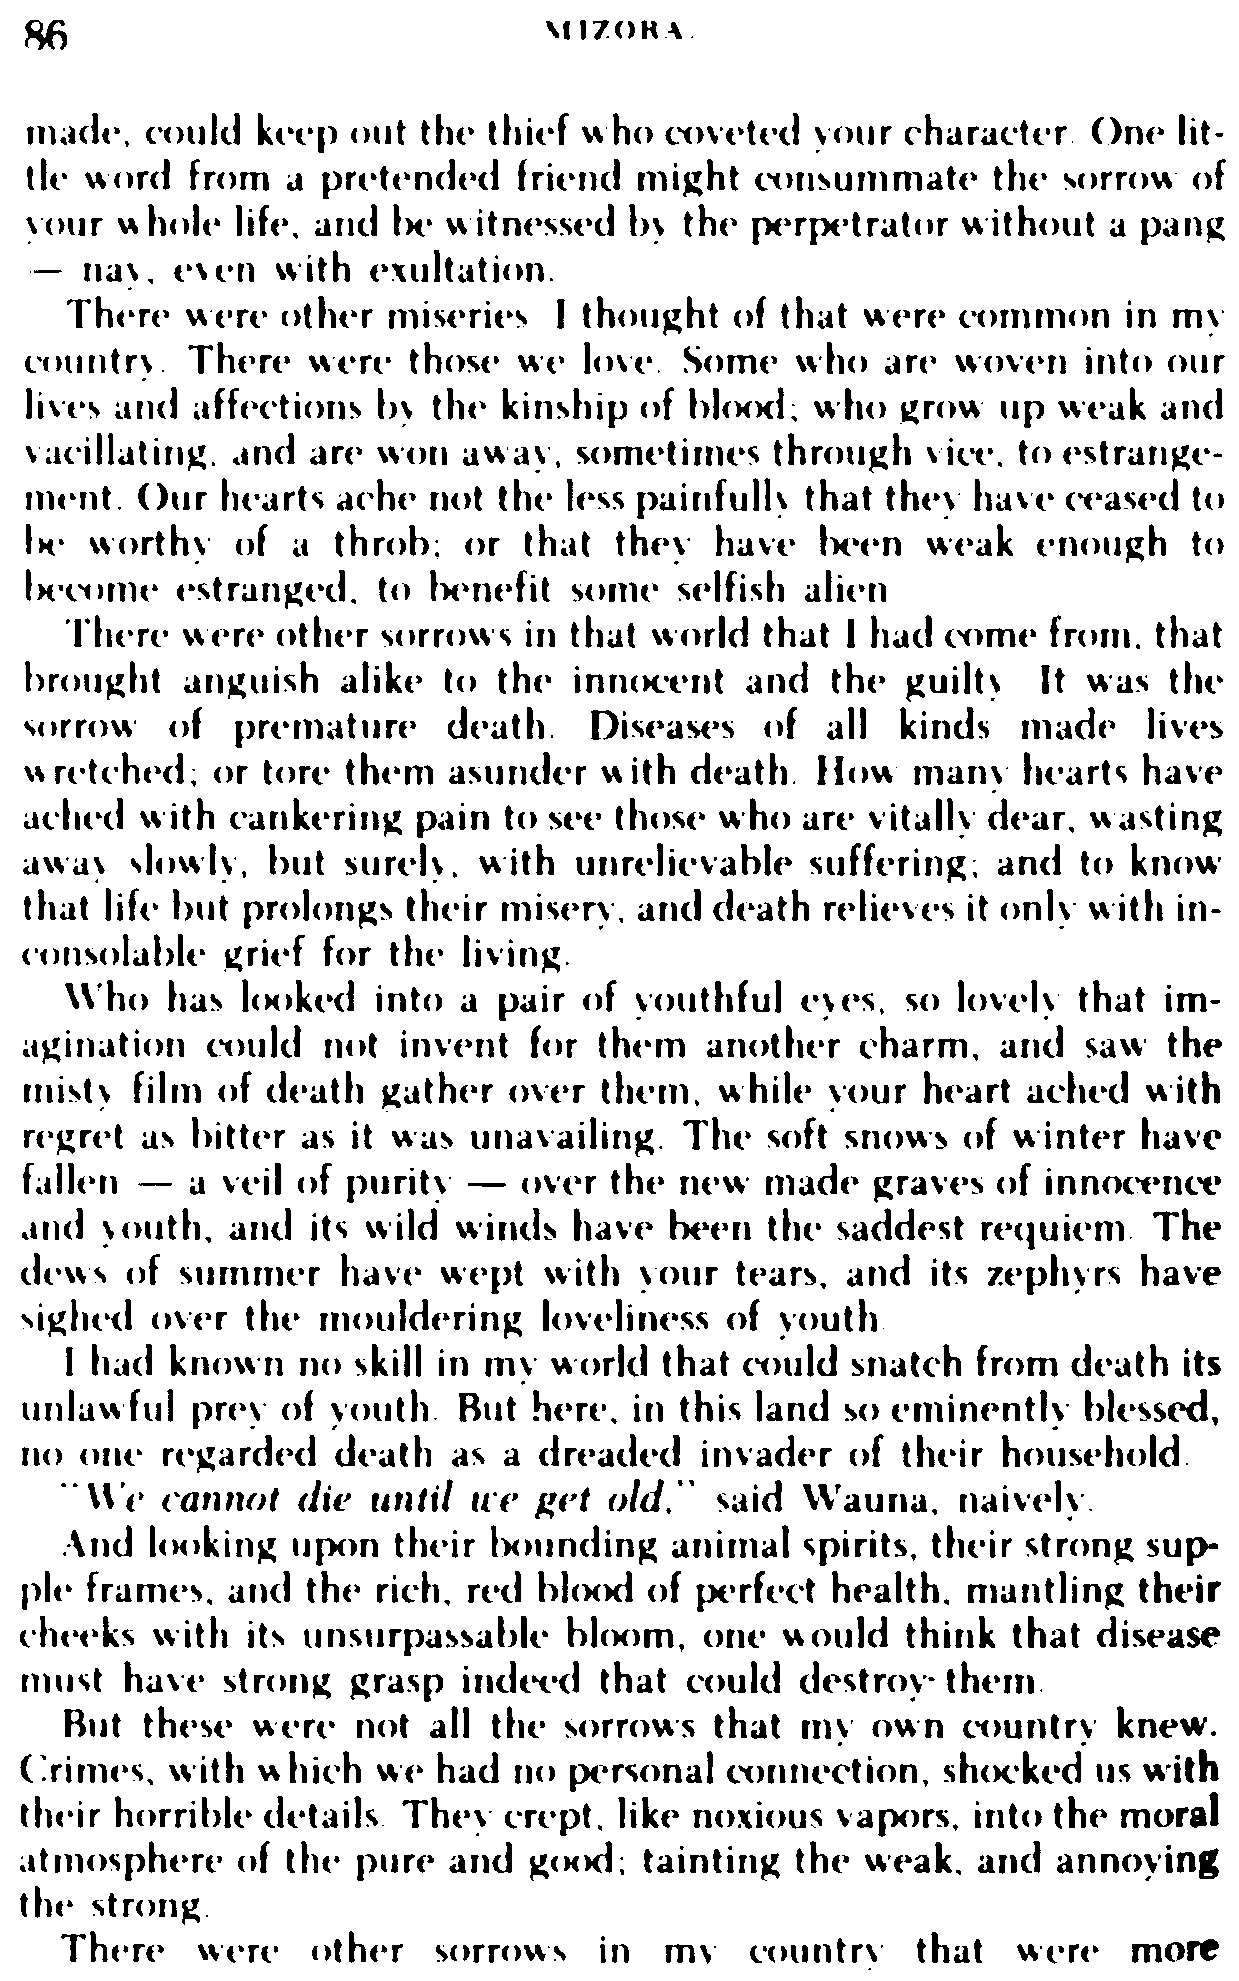 86 MIZORA.
made, could keep out the thief who coveted your character. One lit-
tle word from a pretended friend might consummate the sorrow of
your whole life, and be witnessed by the perpetrator without a pang
— nay, even with exultation.
There were other miseries I thought of that were common in my
country. There were those we love. Some who are woven into our
lives and affections by the kinship of blood; who grow up weak and
vacillating, and are won away, sometimes through vice, to estrange-
ment. Our hearts ache not the less painfully that they have ceased to
be worthy of a throb; or that they have been weak enough to
become estranged, to benefit some selfish alien
There were other sorrows in that world that I had come from, that
brought anguish alike to the innocent and the guilty It was the
sorrow of premature death. Diseases of all kinds made lives
wretched; or tore them asunder with death. How many hearts have
ached with cankering pain to see those who are vitally dear, wasting
away slowly, but surely, with unrelievable suffering; and to know
that life but prolongs their misery, and death relieves it only with in-
consolable grief for the living.
Who has looked into a pair of youthful eyes, so lovely that im-
agination could not invent for them another charm, and saw the
misty film of death gather over them, while your heart ached with
regret as bitter as it was unavailing. The soft snows of winter have
fallen — a veil of purity — over the new made graves of innocence
and youth, and its wild winds have been the saddest requiem. The
dews of summer have wept with your tears, and its zephyrs have
sighed over the mouldering loveliness of youth
I had known no skill in my world that could snatch from death its
unlawful prey of youth. But here, in this land so eminently blessed,
no one regarded death as a dreaded invader of their household.
"We cannot die until we get old," said Wauna, naively.
And looking upon their bounding animal spirits, their strong sup-
ple frames, and the rich, red blood of perfect health, mantling their
cheeks with its unsurpassable bloom, one would think that disease
must have strong grasp indeed that could destroy them.
But these were not all the sorrows that my own country knew.
Crimes, with which we had no personal connection, shocked us with
their horrible details. They crept, like noxious vapors, into the moral
atmosphere of the pure and good; tainting the weak, and annoying
the strong.
There were other sorrows in my country that were more